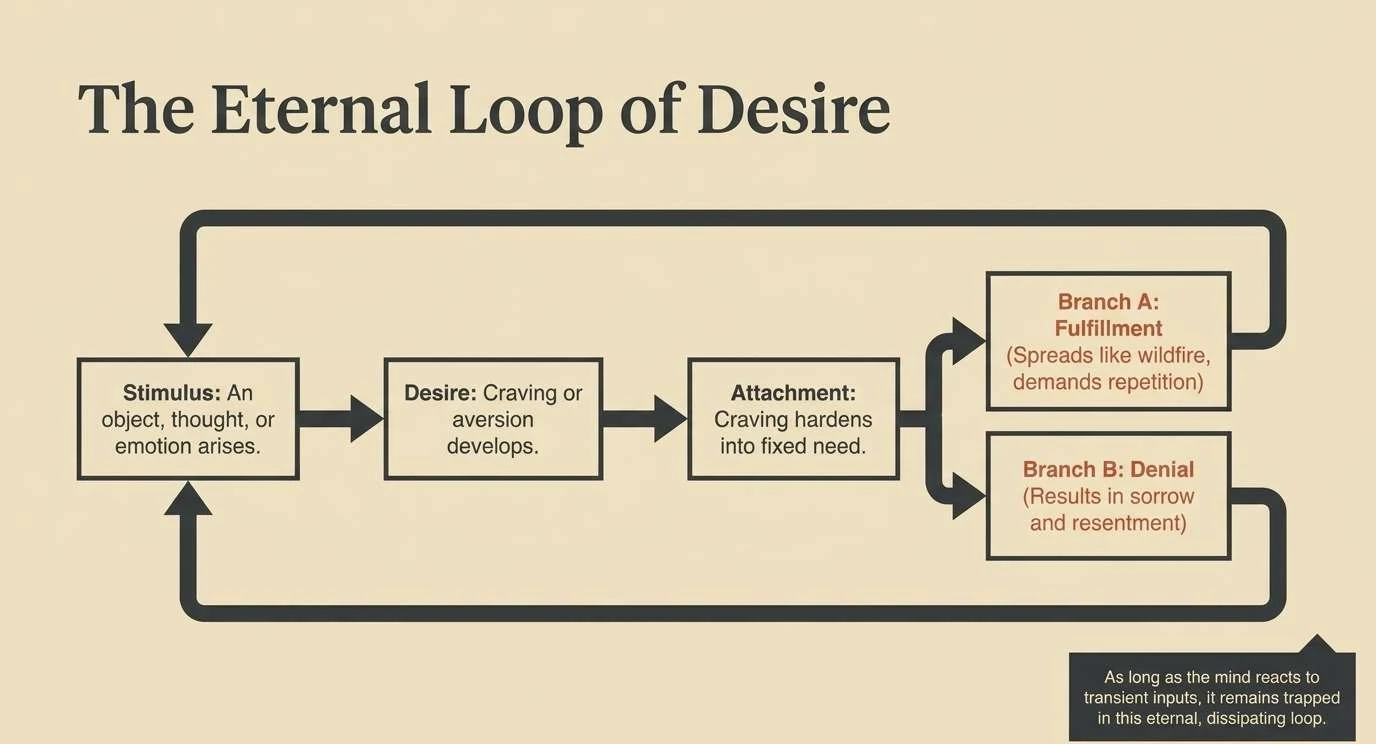 The Eternal Loop of Desire
Stimulus: An
object, thought, or
emotion arises.
Desire: Craving or
aversion
develops.
Attachment:
Craving hardens
into fixed need.
Branch A:
Fulfillment
(Spreads like wildfire,
demands repetition)
Branch B: Denial
(Results in sorrow
and resentment)
As long as the mind reacts to
transient inputs, it remains trapped
in this eternal, dissipating loop.